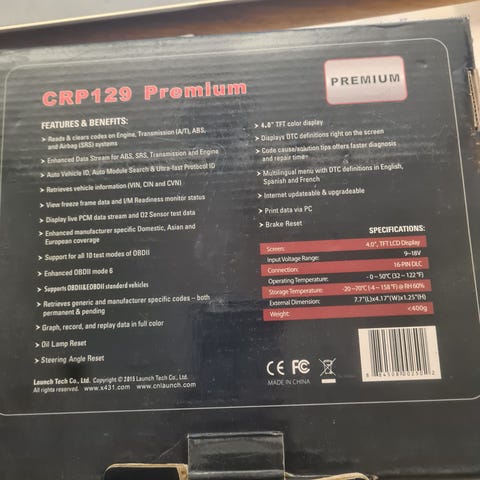 CRP129 Premium
PREMIUM
FEATURES & BENEFITS:
➤ Reads & clears codes on Engine, Transmission (A/T), ABS,
and Airbag (SRS) systems
➤ Enhanced Data Stream for ABS, SRS, Transmission and Engine
➤ Auto Vehicle ID, Auto Module Search & Ultra-fast Protocol ID
➤ Retrieves vehicle information (VIN, CIN and CVN)
➤ View freeze frame data and I/M Readiness monitor status
➤ Display live PCM data stream and O2 Sensor test data
➤ Enhanced manufacturer specific Domestic, Asian and
European coverage
➤ Support for all 10 test modes of OBDII
➤ Enhanced OBDII mode 6
➤ Supports OBDII&EOBDII standard vehicles
➤ Retrieves generic and manufacturer specific codes – both
permanent & pending
➤ Graph, record, and replay data in full color
➤ Oil Lamp Reset
➤ Steering Angle Reset
➤ 4.0" TFT color display
➤ Displays DTC definitions right on the screen
➤ Code cause/solution tips offers faster diagnosis
and repair time
➤ Multilingual menu with DTC definitions in English,
Spanish and French
➤ Internet updateable & upgradeable
➤ Print data via PC
➤ Brake Reset
SPECIFICATIONS:
Screen: 4.0", TFT LCD Display
Input Voltage Range: 9~18V
Connection: 16-PIN DLC
Operating Temperature: - 0 ~ 50°C (32 ~ 122°F)
Storage Temperature: -20 ~70°C (-4 ~ 158°F) @ RH 60%
External Dimension: 7.7"(L)x4.17"(W)x1.25"(H)
Weight: <400g
CE FC
MADE IN CHINA
Launch Tech Co., Ltd. Copyright © 2015 Launch Tech Co., Ltd.
All rights reserved. www.x431.com www.cnlaunch.com